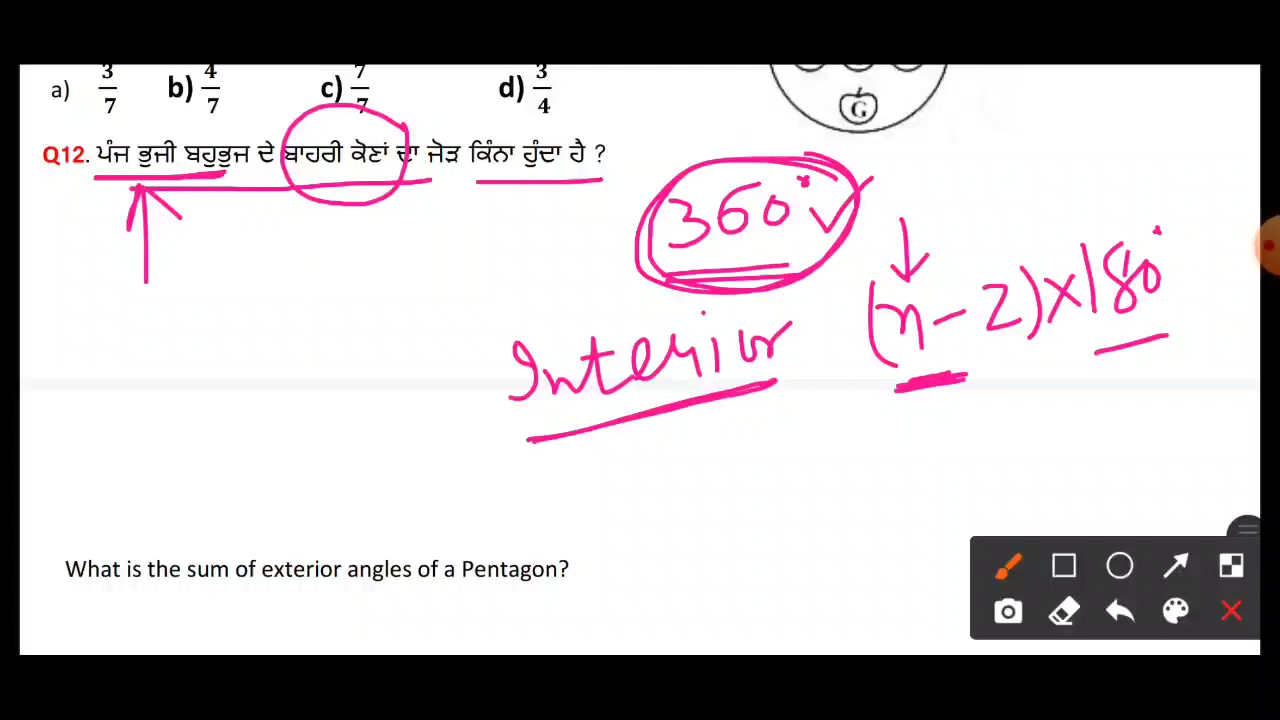 a) 3/7 b) 4/7 c) 7/7 d) 3/4
G
Q12. ਪੰਜ ਭੁਜੀ ਬਹੁਭੁਜ ਦੇ ਬਾਹਰੀ ਕੋਣਾਂ ਦਾ ਜੋੜ ਕਿੰਨਾ ਹੁੰਦਾ ਹੈ ?
360°
(n-2)×180°
Interior
What is the sum of exterior angles of a Pentagon?